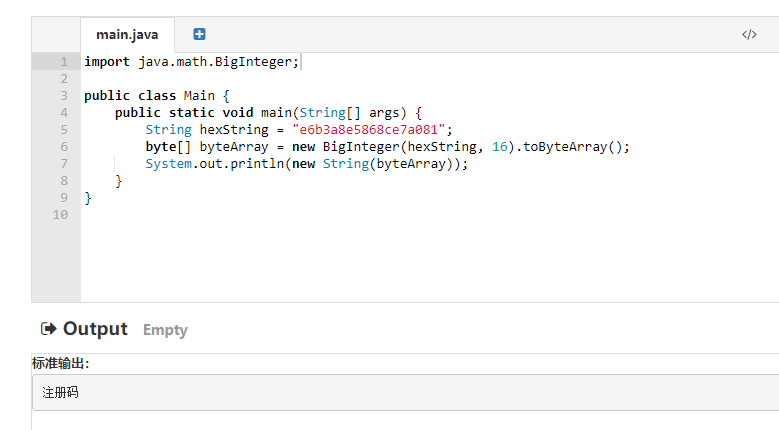 main.java
</>
1 import java.math.BigInteger;
2
3 public class Main {
4     public static void main(String[] args) {
5         String hexString = "e6b3a8e5868ce7a081";
6         byte[] byteArray = new BigInteger(hexString, 16).toByteArray();
7         System.out.println(new String(byteArray));
8     }
9 }
10
Output Empty
标准输出:
注册码